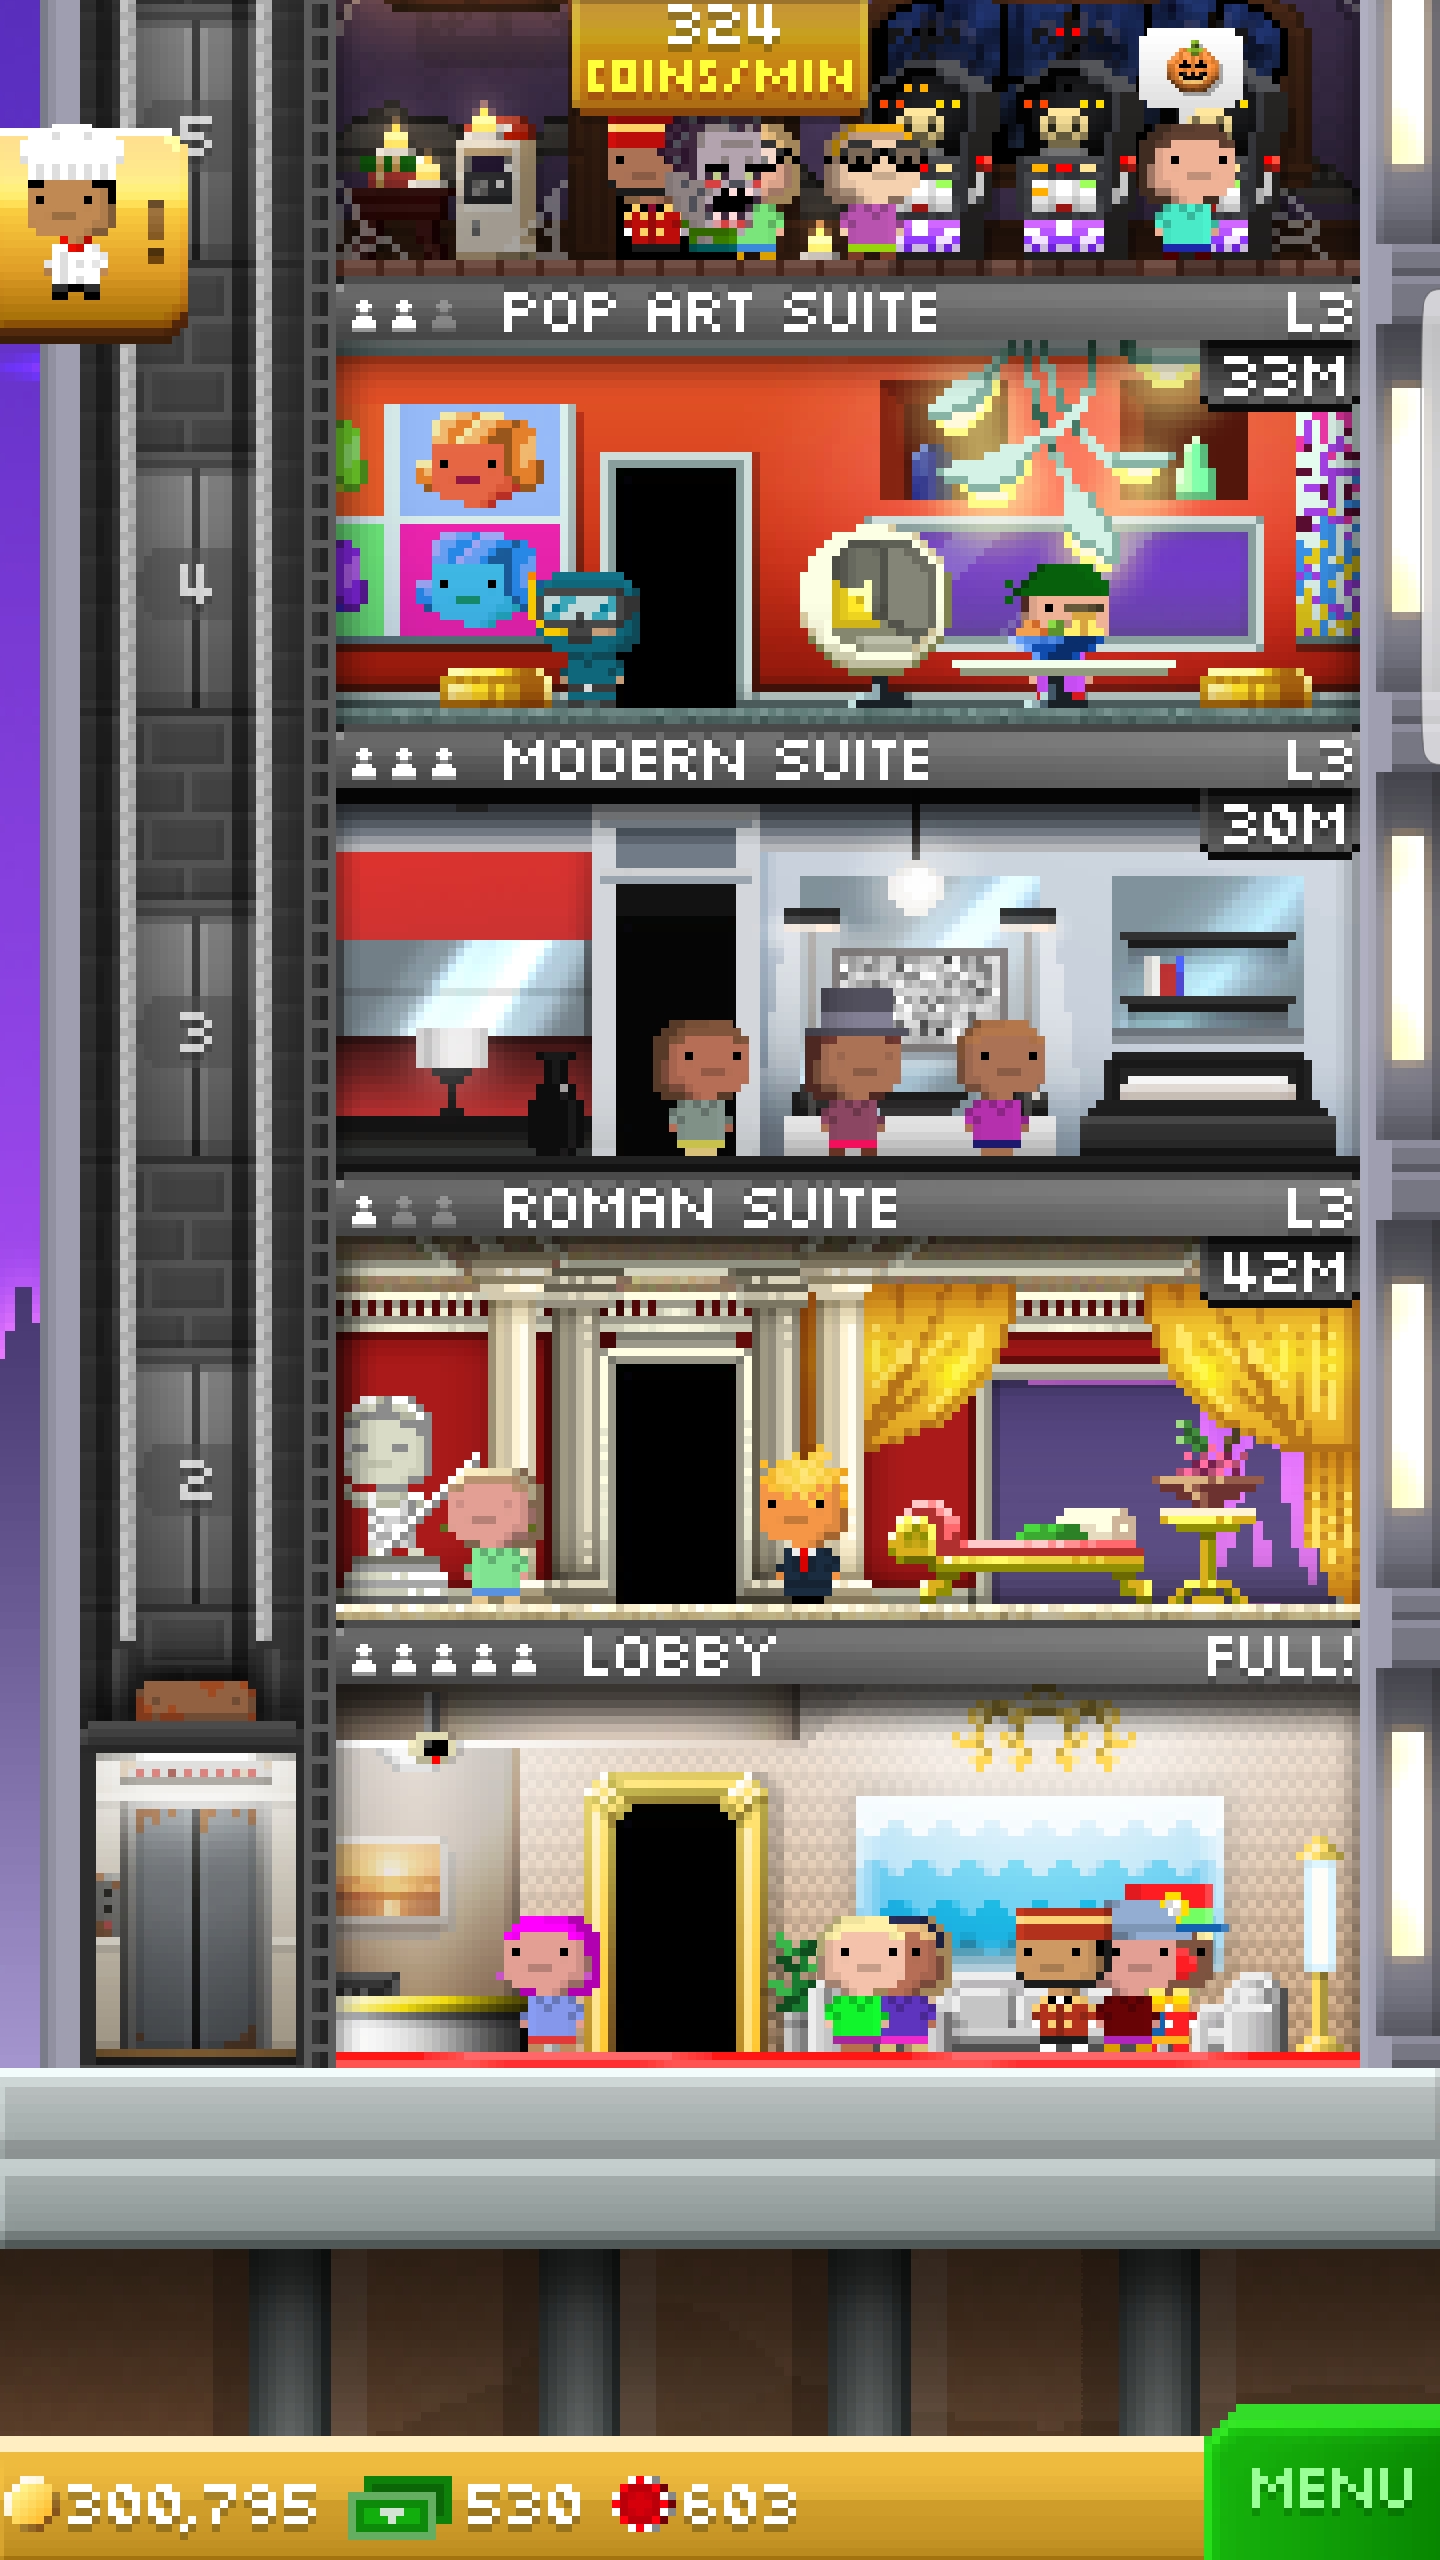 324
COINS/MIN
5
!
POP ART SUITE L3
33M
4
MODERN SUITE L3
30M
3
ROMAN SUITE L3
42M
2
LOBBY FULL!
300,795 530 603
MENU